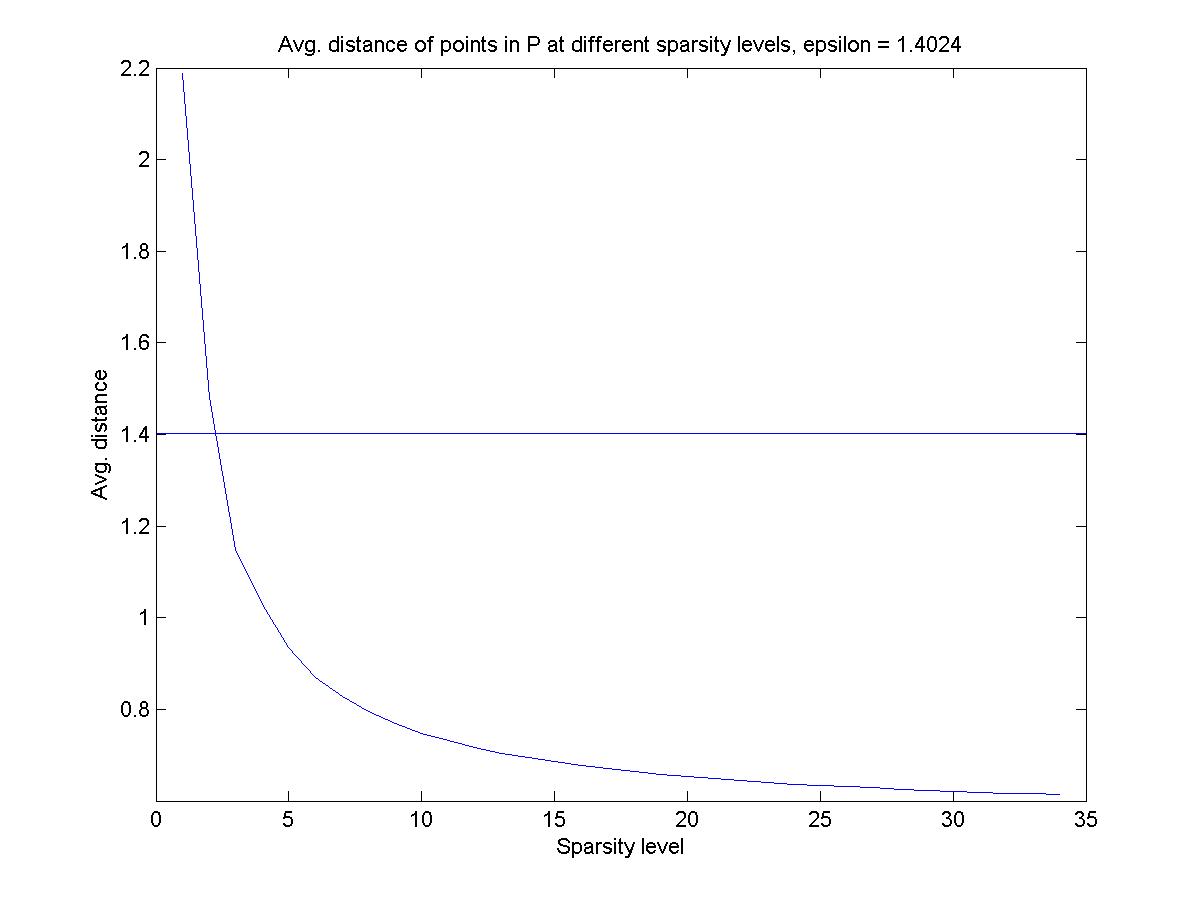 Avg. distance of points in P at different sparsity levels, epsilon = 1.4024
2.2
2
1.8
1.6
1.4
1.2
1
0.8
Avg. distance
0 5 10 15 20 25 30 35
Sparsity level